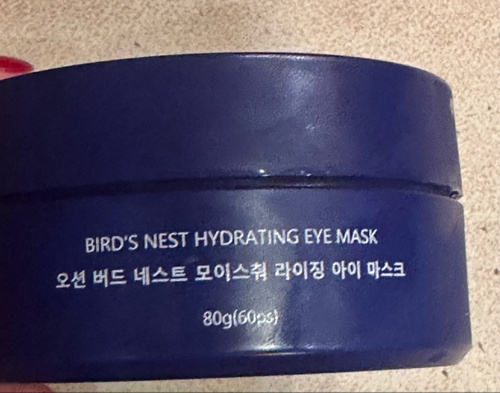 BIRD'S NEST HYDRATING EYE MASK
오션 버드 네스트 모이스춰 라이징 아이 마스크
80g(60ps)